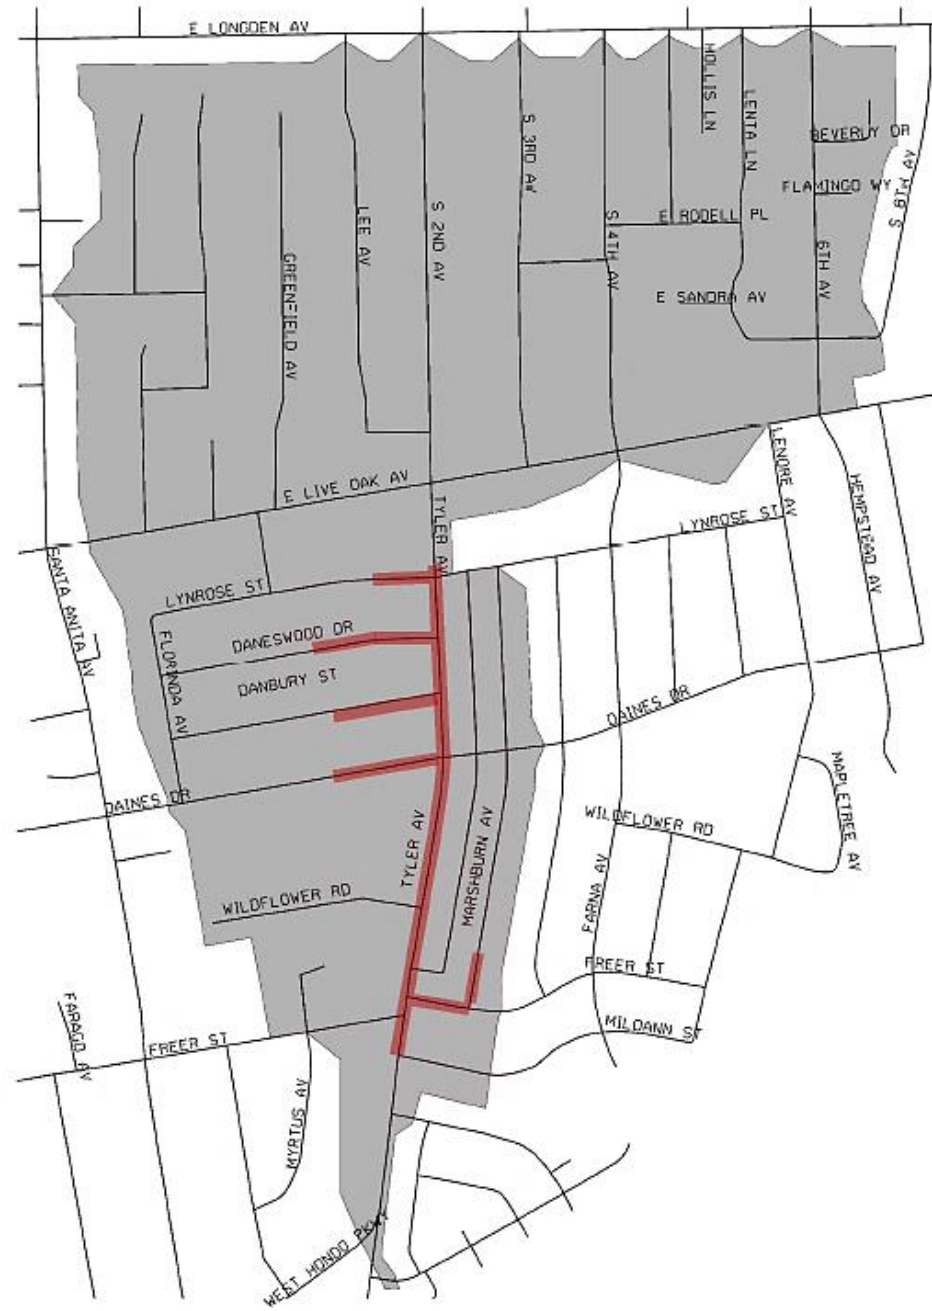 E LONGDEN AV
HOLLIS LN
LENTA LN
S 3RD AV
BEVERLY DR
FLAMINGO WY
S 8TH AV
LEE AV
S 2ND AV
S 4TH AV
E RODELL PL
6TH AV
GREENFIELD AV
E SANDRA AV
E LIVE OAK AV
TYLER AV
LENORE AV
HEMPSTEAD AV
LYNROSE ST
SANTA ANITA AV
LYNROSE ST
FLORINDA AV
DANESWOOD DR
DANBURY ST
DAINES DR
DAINES DR
MAPLETREE AV
TYLER AV
MARSHBURN AV
WILDFLOWER RD
WILDFLOWER RD
FARNA AV
FREER ST
FARAGO AV
FREER ST
MILDANN ST
MYRTUS AV
WEST HONDO PKWY